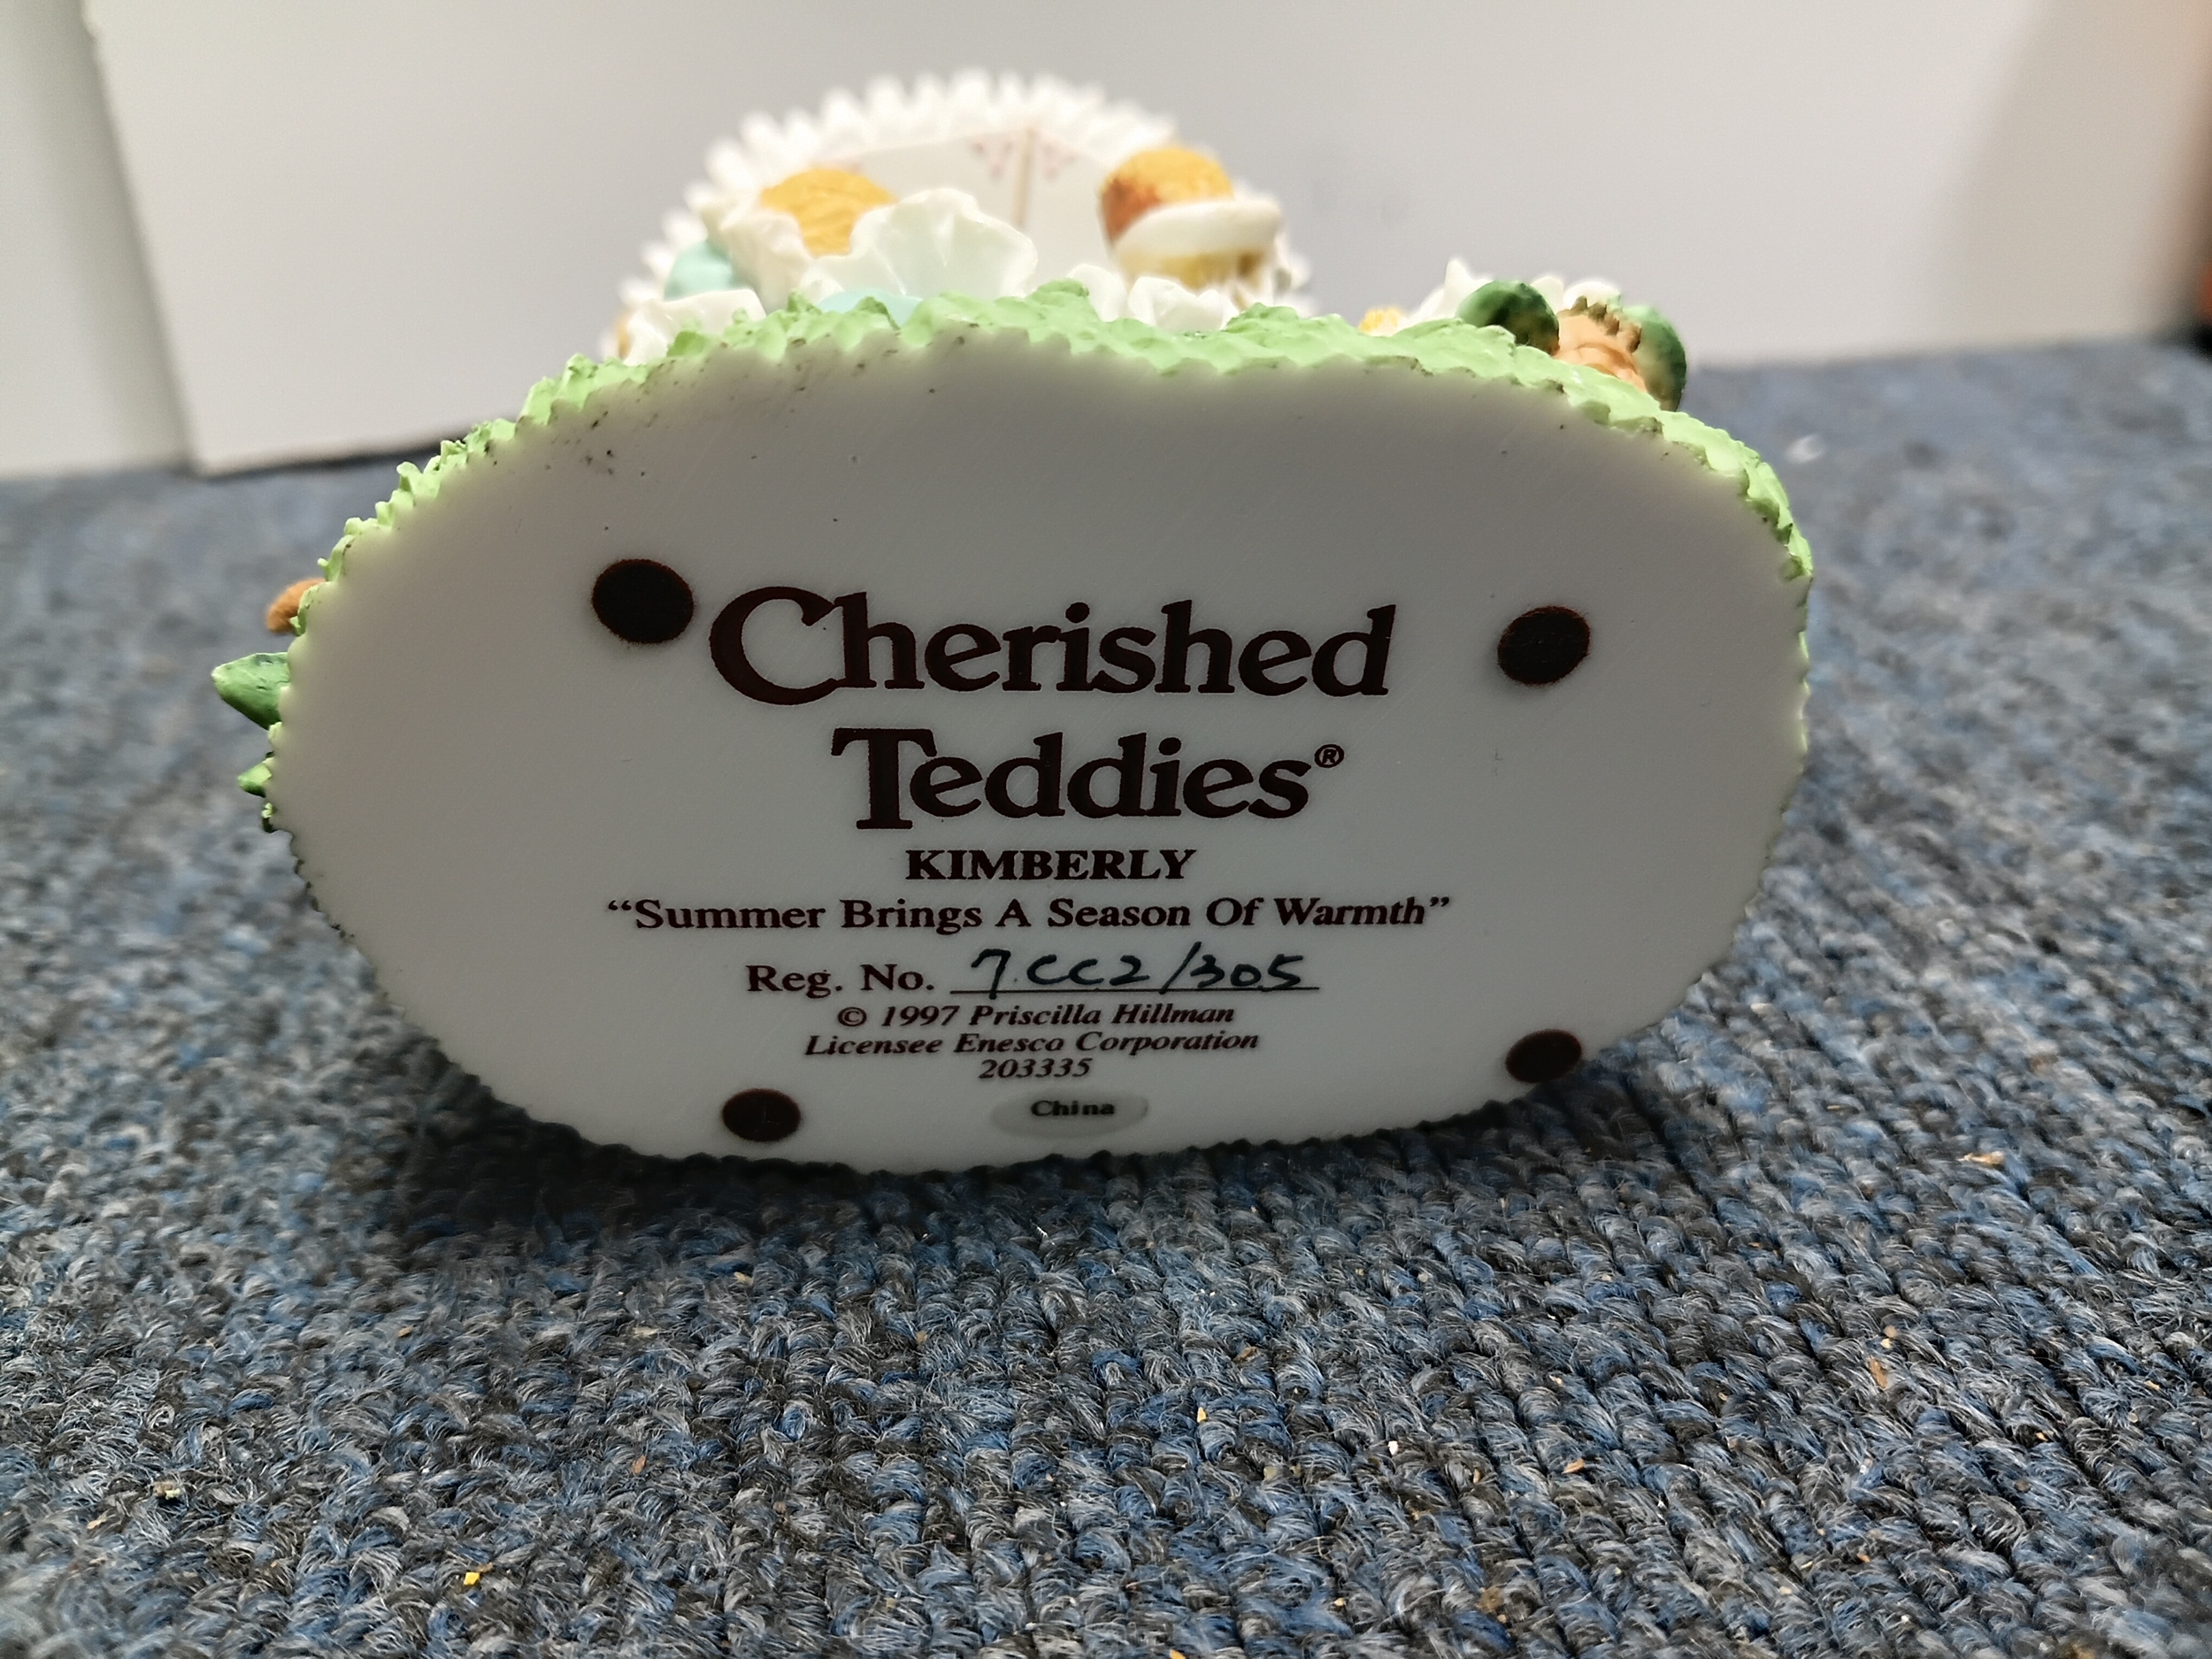 Cherished
Teddies®
KIMBERLY
“Summer Brings A Season Of Warmth”
Reg. No. 7CC2/305
© 1997 Priscilla Hillman
Licensee Enesco Corporation
203335
China